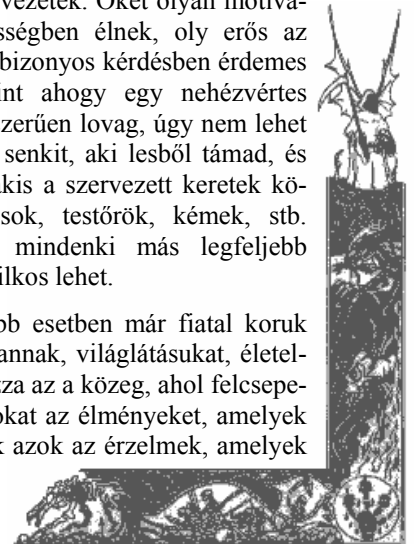 vezetek. Őket olyan motivá-
sségben élnek, oly erős az
bizonyos kérdésben érdemes
int ahogy egy nehézvértes
zerűen lovag, úgy nem lehet
senkit, aki lesből támad, és
akis a szervezett keretek kö-
sok, testőrök, kémek, stb.
mindenki más legfeljebb
ilkos lehet.
bb esetben már fiatal koruk
annak, világlátásukat, életel-
zza az a közeg, ahol felcsepe-
okat az élményeket, amelyek
k azok az érzelmek, amelyek